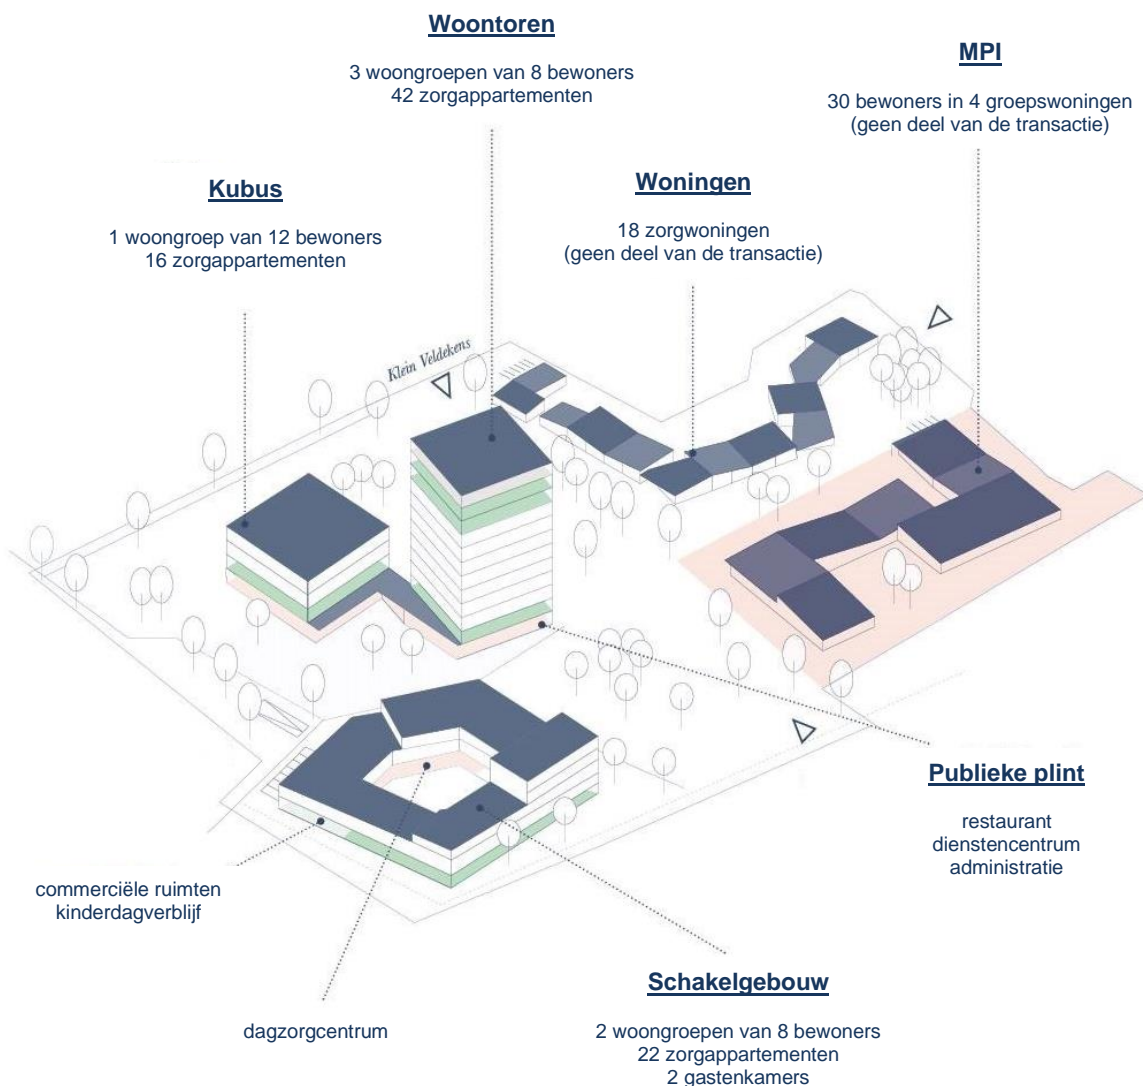 Woontoren
3 woongroepen van 8 bewoners
42 zorgappartementen
MPI
30 bewoners in 4 groepswoningen
(geen deel van de transactie)
Kubus
1 woongroep van 12 bewoners
16 zorgappartementen
Woningen
18 zorgwoningen
(geen deel van de transactie)
Klein Veldekens
Publieke plint
restaurant
dienstencentrum
administratie
commerciële ruimten
kinderdagverblijf
dagzorgcentrum
Schakelgebouw
2 woongroepen van 8 bewoners
22 zorgappartementen
2 gastenkamers